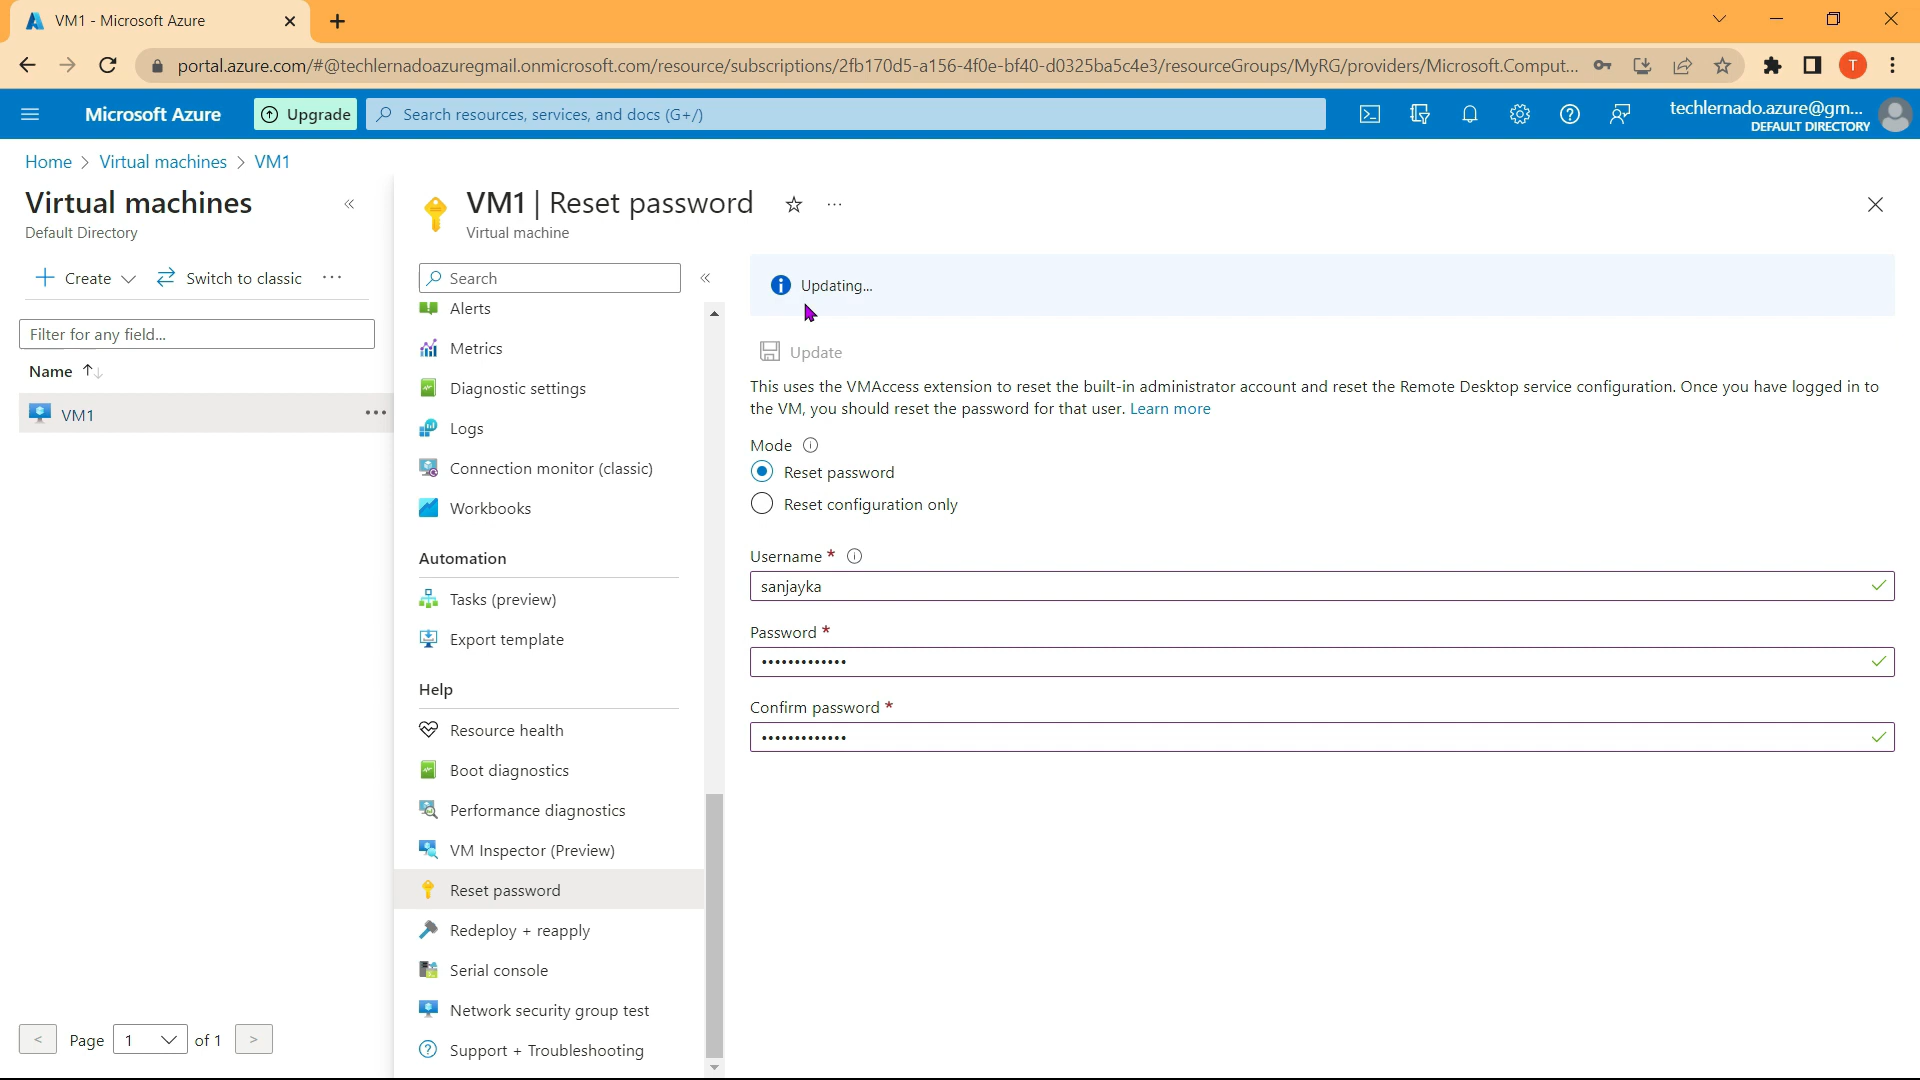 VM1 - Microsoft Azure
portal.azure.com/#@techlernadoazuregmail.onmicrosoft.com/resource/subscriptions/2fb170d5-a156-4f0e-bf40-d0325ba5c4e3/resourceGroups/MyRG/providers/Microsoft.Comput...
T
Microsoft Azure
Upgrade
Search resources, services, and docs (G+/)
techlernado.azure@gm...
DEFAULT DIRECTORY
Home > Virtual machines > VM1
Virtual machines
Default Directory
Create
Switch to classic
Filter for any field...
Name
VM1
< Page 1 of 1 >
VM1 | Reset password
Virtual machine
Search
Alerts
Metrics
Diagnostic settings
Logs
Connection monitor (classic)
Workbooks
Automation
Tasks (preview)
Export template
Help
Resource health
Boot diagnostics
Performance diagnostics
VM Inspector (Preview)
Reset password
Redeploy + reapply
Serial console
Network security group test
Support + Troubleshooting
Updating...
Update
This uses the VMAccess extension to reset the built-in administrator account and reset the Remote Desktop service configuration. Once you have logged in to
the VM, you should reset the password for that user. Learn more
Mode
Reset password
Reset configuration only
Username *
sanjayka
Password *
•••••••••••••
Confirm password *
•••••••••••••